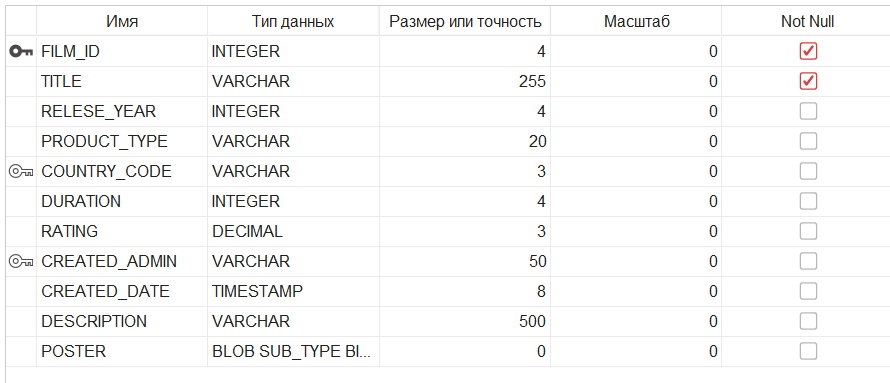 Имя Тип данных Размер или точность Масштаб Not Null
FILM_ID INTEGER 4 0
TITLE VARCHAR 255 0
RELESE_YEAR INTEGER 4 0
PRODUCT_TYPE VARCHAR 20 0
COUNTRY_CODE VARCHAR 3 0
DURATION INTEGER 4 0
RATING DECIMAL 3 0
CREATED_ADMIN VARCHAR 50 0
CREATED_DATE TIMESTAMP 8 0
DESCRIPTION VARCHAR 500 0
POSTER BLOB SUB_TYPE BI... 0 0